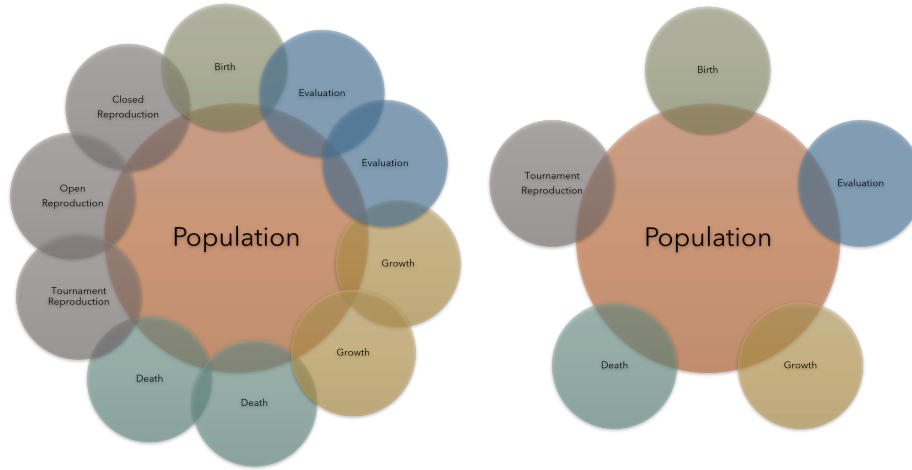 Birth
Evaluation
Closed
Reproduction
Evaluation
Open
Reproduction
Population
Growth
Tournament
Reproduction
Growth
Death
Death
Birth
Tournament
Reproduction
Evaluation
Population
Death
Growth